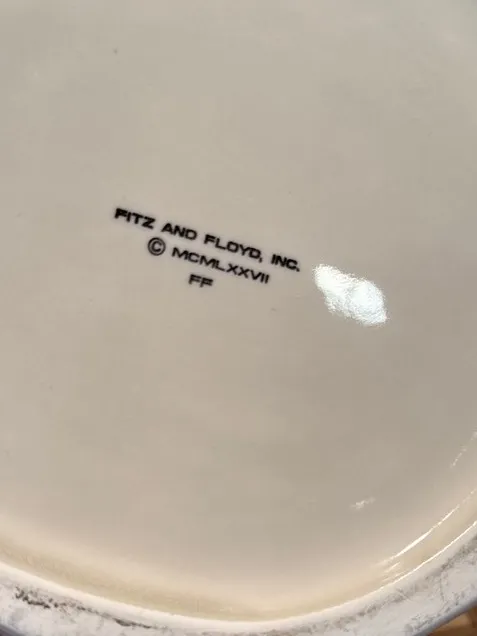 FITZ AND FLOYD, INC.
© MCMLXXVII
FF